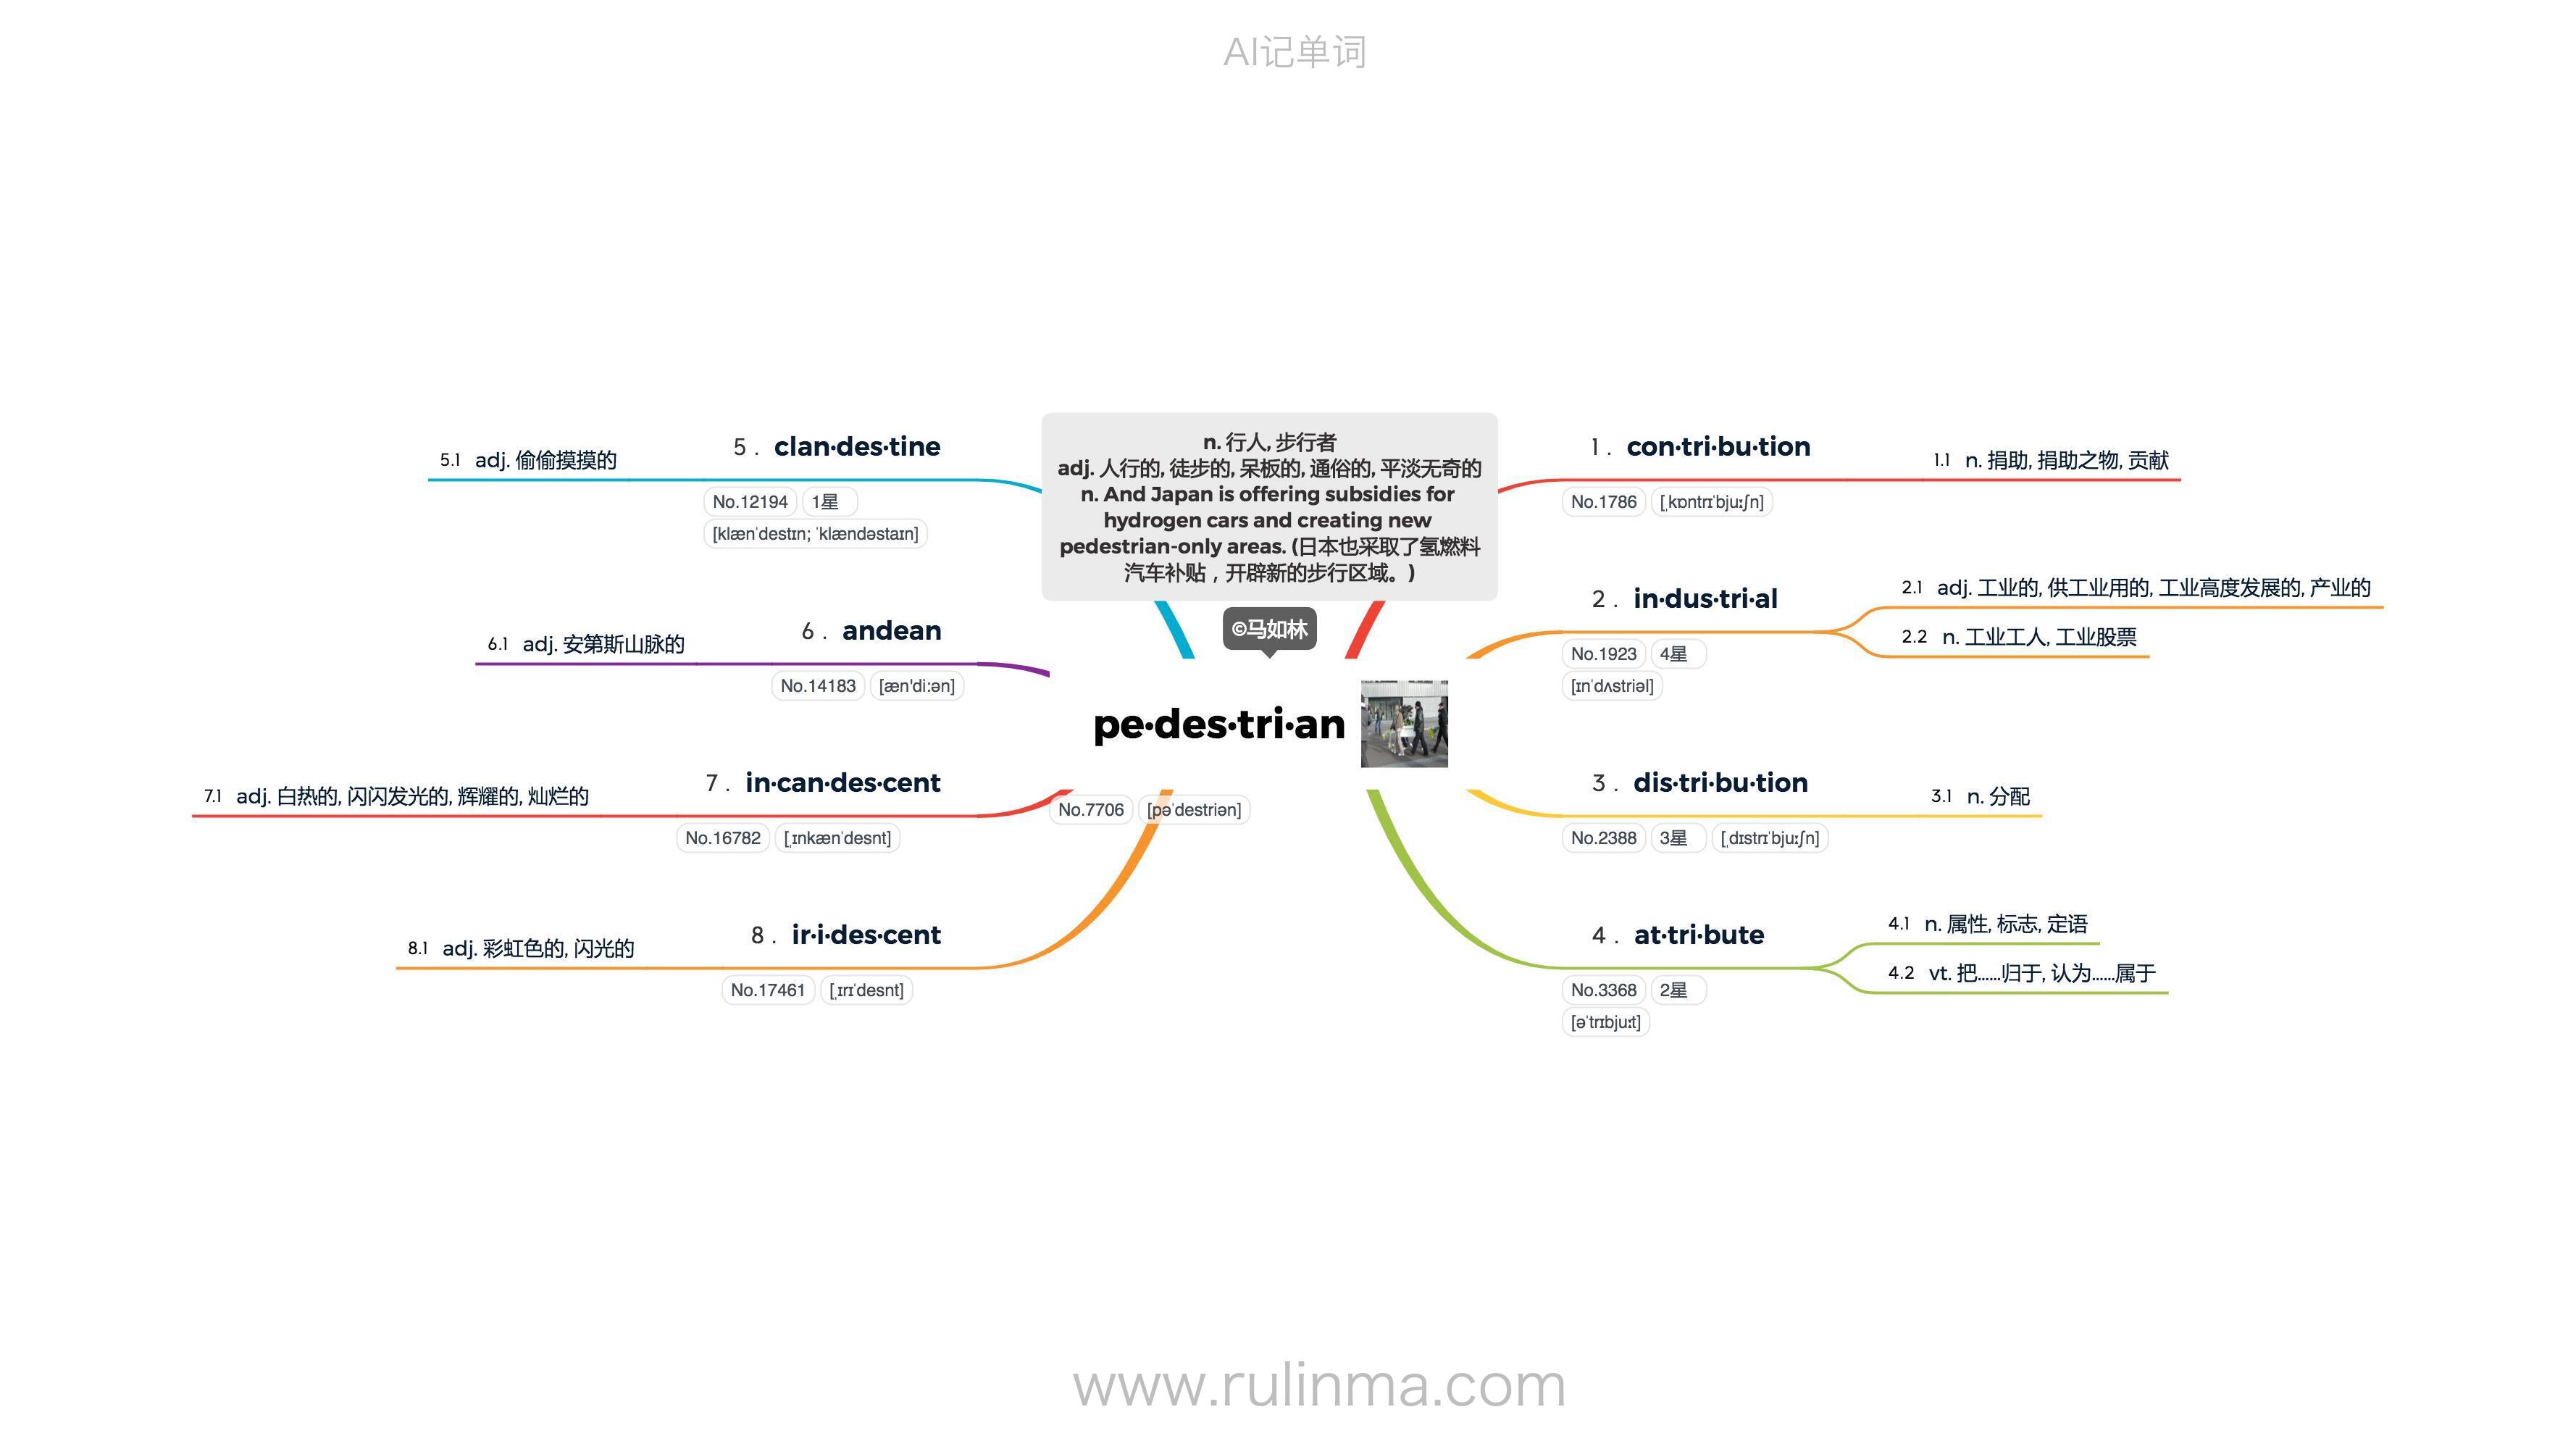 AI记单词
n. 行人, 步行者
adj. 人行的, 徒步的, 呆板的, 通俗的, 平淡无奇的
n. And Japan is offering subsidies for
hydrogen cars and creating new
pedestrian-only areas. (日本也采取了氢燃料
汽车补贴，开辟新的步行区域。)
©马如林
pe·des·tri·an
No.7706 [pəˈdestriən]
1. con·tri·bu·tion
No.1786 [ˌkɒntrɪˈbjuːʃn]
1.1 n. 捐助, 捐助之物, 贡献
2. in·dus·tri·al
No.1923 4星
[ɪnˈdʌstriəl]
2.1 adj. 工业的, 供工业用的, 工业高度发展的, 产业的
2.2 n. 工业工人, 工业股票
3. dis·tri·bu·tion
No.2388 3星 [ˌdɪstrɪˈbjuːʃn]
3.1 n. 分配
4. at·tri·bute
No.3368 2星
[əˈtrɪbjuːt]
4.1 n. 属性, 标志, 定语
4.2 vt. 把......归于, 认为......属于
5. clan·des·tine
No.12194 1星
[klænˈdestɪn; ˈklændəstaɪn]
5.1 adj. 偷偷摸摸的
6. andean
No.14183 [æn'di:ən]
6.1 adj. 安第斯山脉的
7. in·can·des·cent
No.16782 [ˌɪnkænˈdesnt]
7.1 adj. 白热的, 闪闪发光的, 辉耀的, 灿烂的
8. ir·i·des·cent
No.17461 [ˌɪrɪˈdesnt]
8.1 adj. 彩虹色的, 闪光的
www.rulinma.com